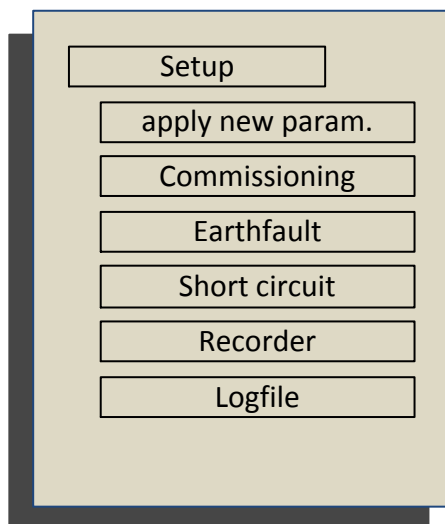 Setup
apply new param.
Commissioning
Earthfault
Short circuit
Recorder
Logfile